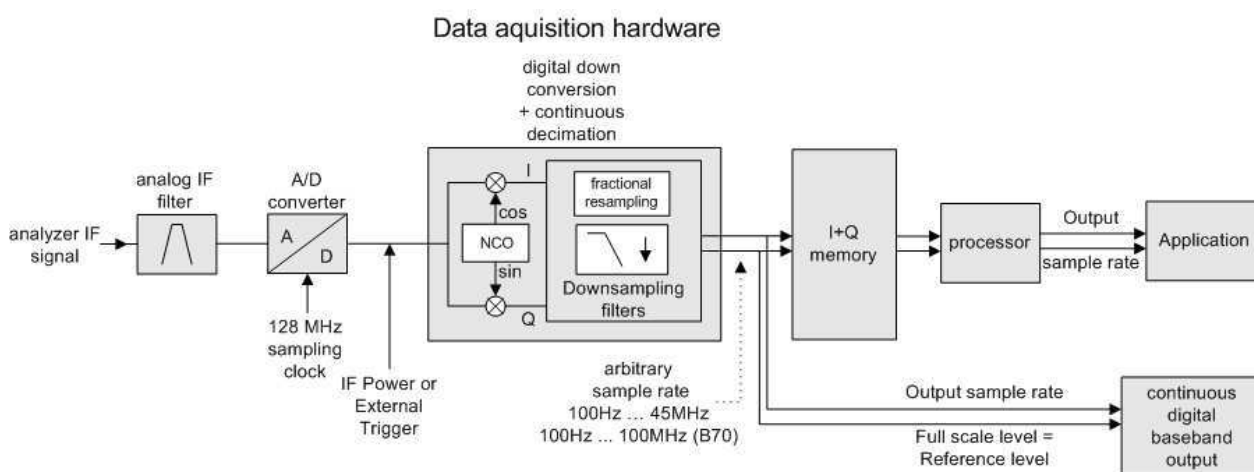 Data aquisition hardware
digital down
conversion
+ continuous
decimation
analog IF
filter
A/D
converter
analyzer IF
signal
A
D
128 MHz
sampling
clock
IF Power or
External
Trigger
I
cos
NCO
sin
Q
fractional
resampling
Downsampling
filters
arbitrary
sample rate
100Hz ... 45MHz
100Hz ... 100MHz (B70)
I+Q
memory
processor
Output
sample rate
Application
Output sample rate
Full scale level =
Reference level
continuous
digital
baseband
output